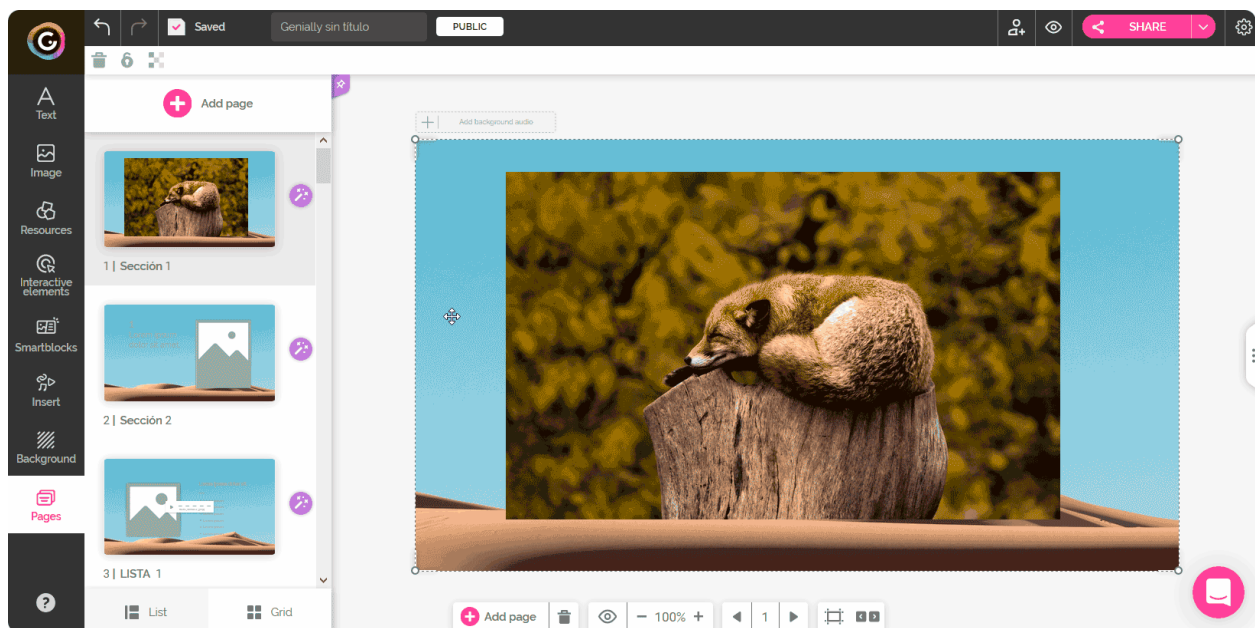 Saved
Genially sin título
PUBLIC
SHARE
Text
Image
Resources
Interactive
elements
Smartblocks
Insert
Background
Pages
?
Add page
1 | Sección 1
2 | Sección 2
3 | LISTA 1
List
Grid
Add background audio
Add page
100%
1